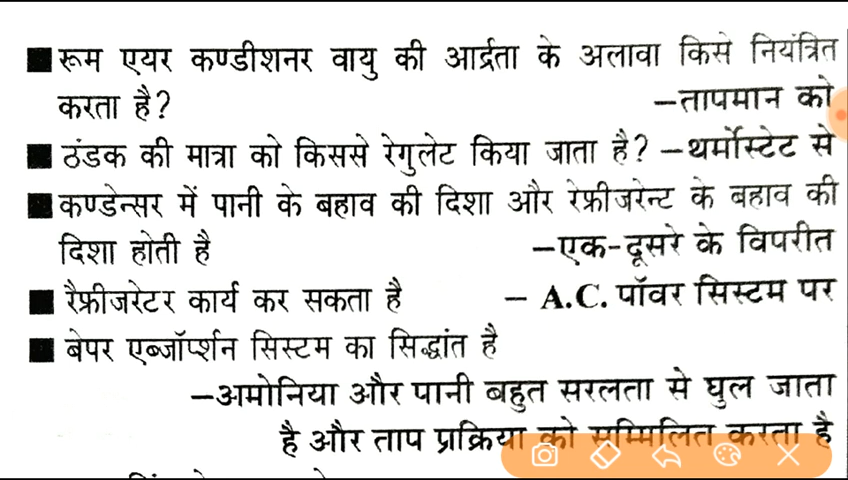 ■ रूम एयर कण्डीशनर वायु की आर्द्रता के अलावा किसे नियंत्रित
करता है? –तापमान को
■ ठंडक की मात्रा को किससे रेगुलेट किया जाता है? –थर्मोस्टेट से
■ कण्डेन्सर में पानी के बहाव की दिशा और रेफ्रीजरेन्ट के बहाव की
दिशा होती है –एक-दूसरे के विपरीत
■ रैफ्रीजरेटर कार्य कर सकता है – A.C. पॉवर सिस्टम पर
■ बेपर एब्जॉर्प्शन सिस्टम का सिद्धांत है
–अमोनिया और पानी बहुत सरलता से घुल जाता
है और ताप प्रक्रिया को सम्मिलित करता है